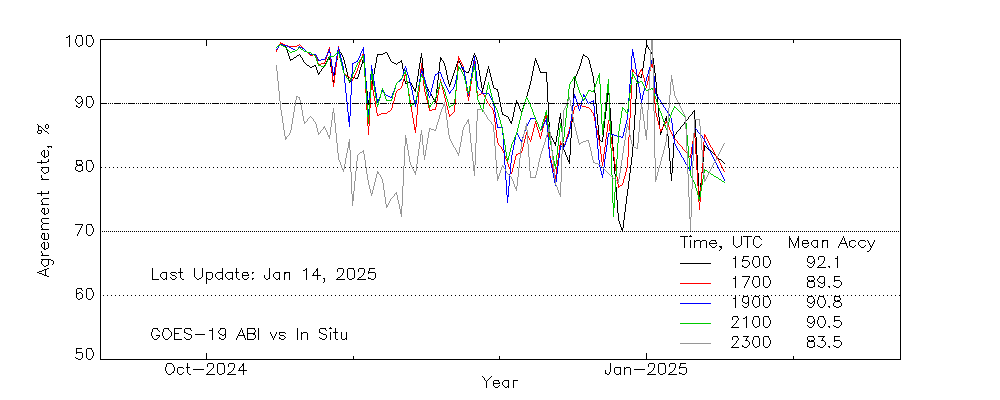 100
90
80
70
60
50
Agreement rate, %
Time, UTC Mean Accy
1500 92.1
1700 89.5
1900 90.8
2100 90.5
2300 83.5
Last Update: Jan 14, 2025
GOES-19 ABI vs In Situ
Oct-2024 Jan-2025
Year